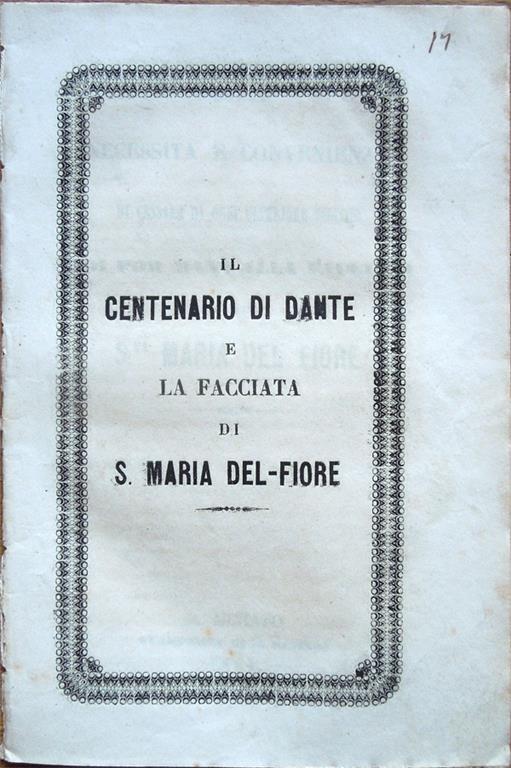 17
IL
CENTENARIO DI DANTE
E
LA FACCIATA
DI
S. MARIA DEL-FIORE